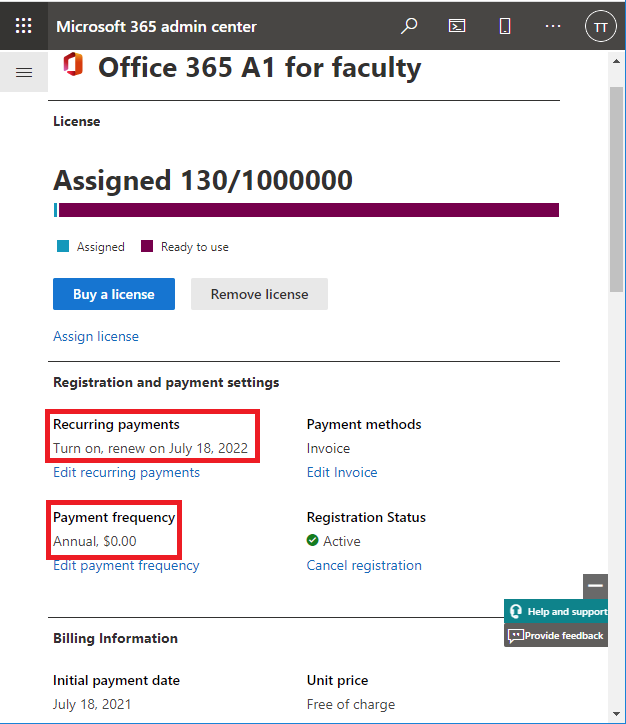 Microsoft 365 admin center
TT
Office 365 A1 for faculty
License
Assigned 130/1000000
Assigned
Ready to use
Buy a license
Remove license
Assign license
Registration and payment settings
Recurring payments
Turn on, renew on July 18, 2022
Edit recurring payments
Payment methods
Invoice
Edit Invoice
Payment frequency
Annual, $0.00
Edit payment frequency
Registration Status
Active
Cancel registration
Help and support
Provide feedback
Billing Information
Initial payment date
July 18, 2021
Unit price
Free of charge